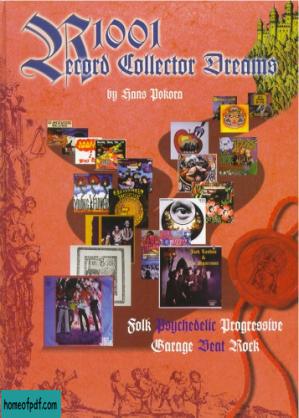 1001
Record Collector Dreams
by Hans Pokora
Folk Psychedelic Progressive
Garage Beat Rock
homeofpdf.com